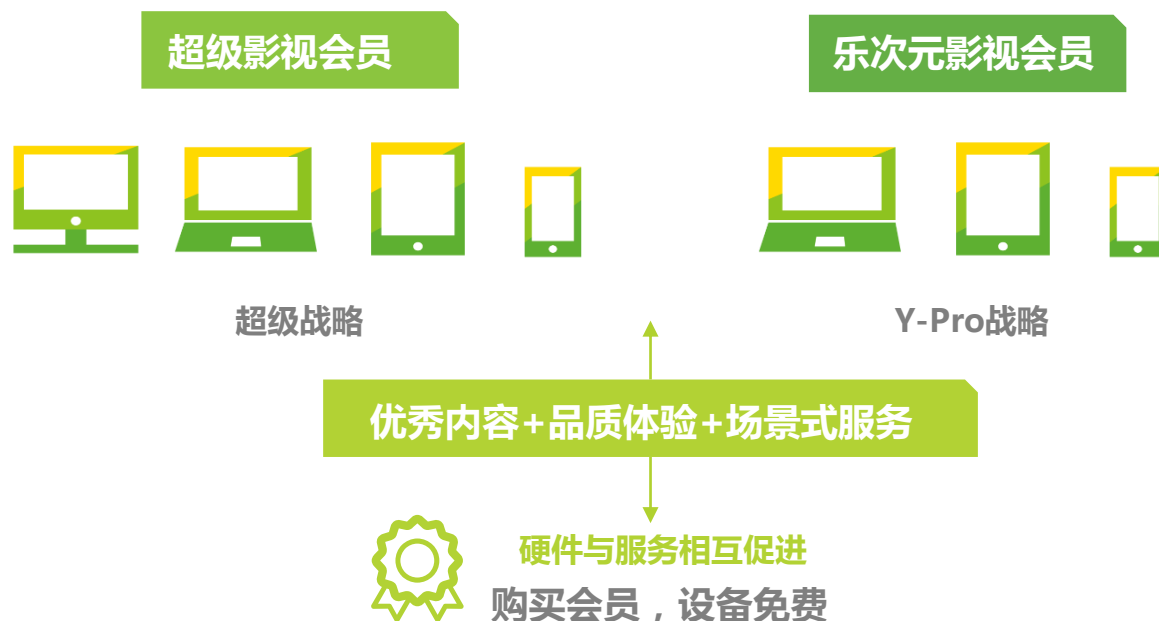 超级影视会员
乐次元影视会员
超级战略
Y-Pro战略
优秀内容+品质体验+场景式服务
硬件与服务相互促进
购买会员，设备免费